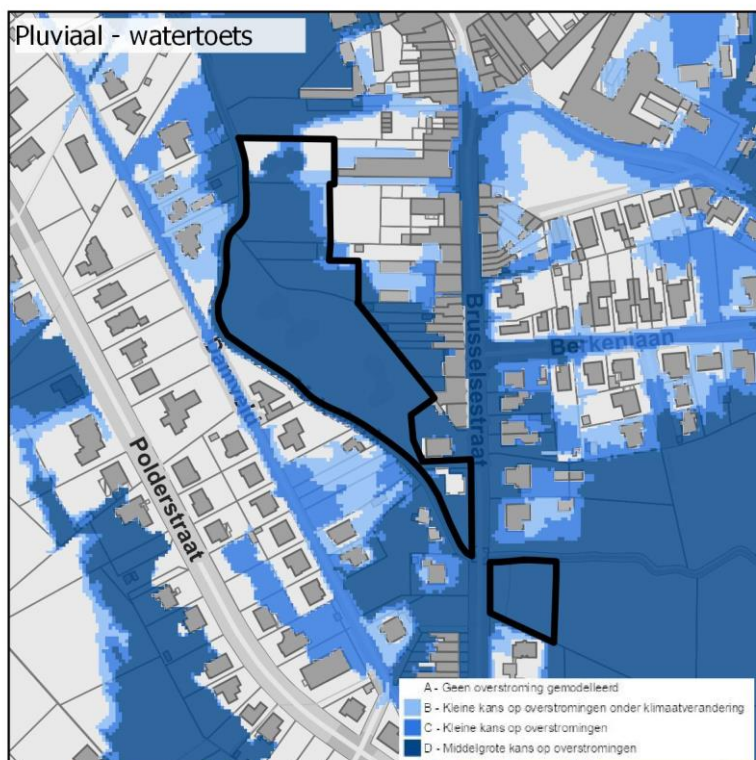 Pluviaal - watertoets
Brusselsestraat
Berkenlaan
Damveld
Polderstraat
A - Geen overstroming gemodelleerd
B - Kleine kans op overstromingen onder klimaatverandering
C - Kleine kans op overstromingen
D - Middelgrote kans op overstromingen